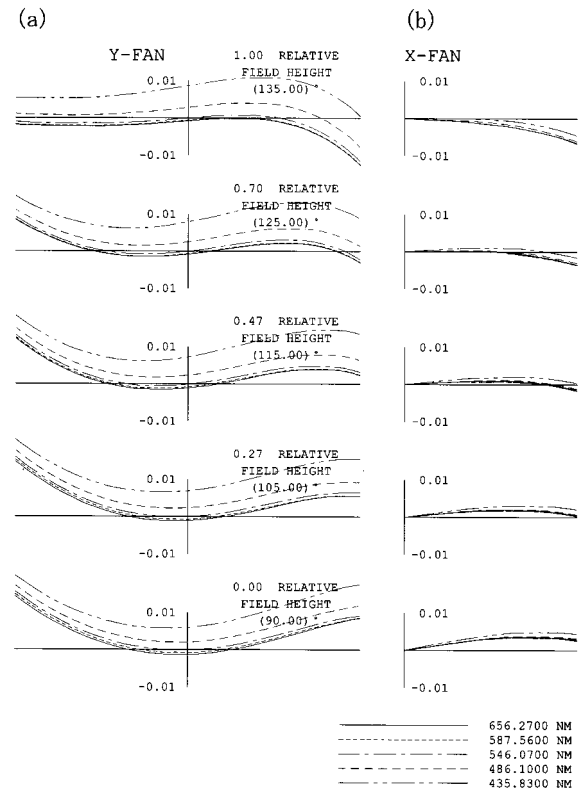 (a) (b)
Y-FAN X-FAN
1.00 RELATIVE
FIELD HEIGHT
(135.00)°
0.01 0.01
-0.01 -0.01
0.70 RELATIVE
FIELD HEIGHT
(125.00)°
0.01 0.01
-0.01 -0.01
0.47 RELATIVE
FIELD HEIGHT
(115.00)°
0.01 0.01
-0.01 -0.01
0.27 RELATIVE
FIELD HEIGHT
(105.00)°
0.01 0.01
-0.01 -0.01
0.00 RELATIVE
FIELD HEIGHT
(90.00)°
0.01 0.01
-0.01 -0.01
656.2700 NM
587.5600 NM
546.0700 NM
486.1000 NM
435.8300 NM